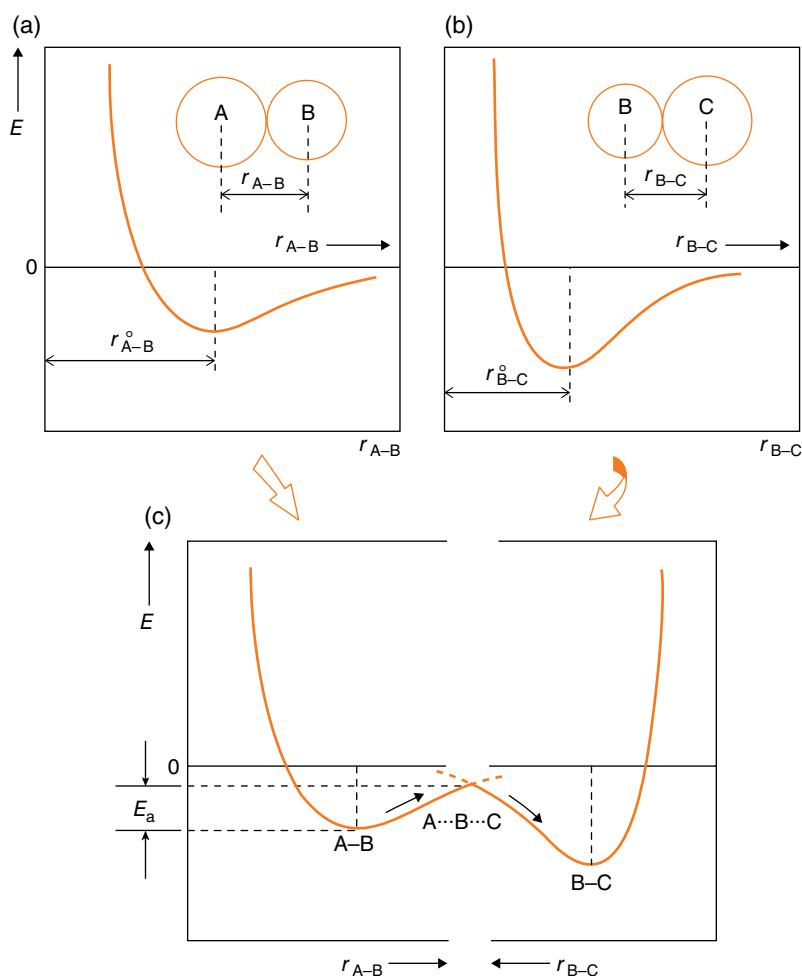 (a)
E
A
B
r A–B
r A–B
0
r°A–B
r A–B
(b)
B
C
r B–C
r B–C
r°B–C
r B–C
(c)
E
0
Ea
A–B
A···B···C
B–C
r A–B
r B–C